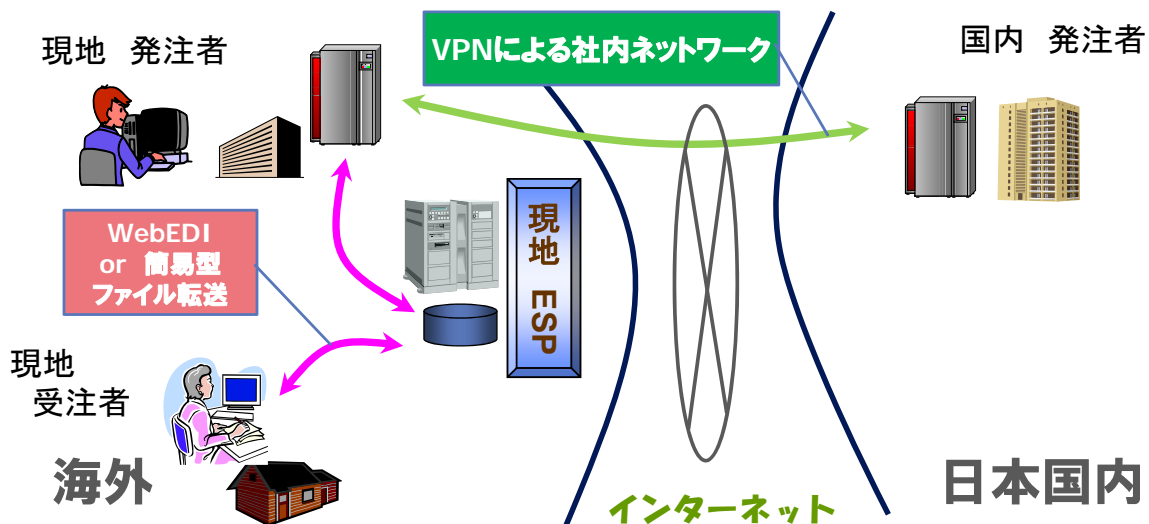 現地 発注者
VPNによる社内ネットワーク
国内 発注者
現地 ESP
WebEDI
or 簡易型
ファイル転送
現地
受注者
海外
インターネット
日本国内